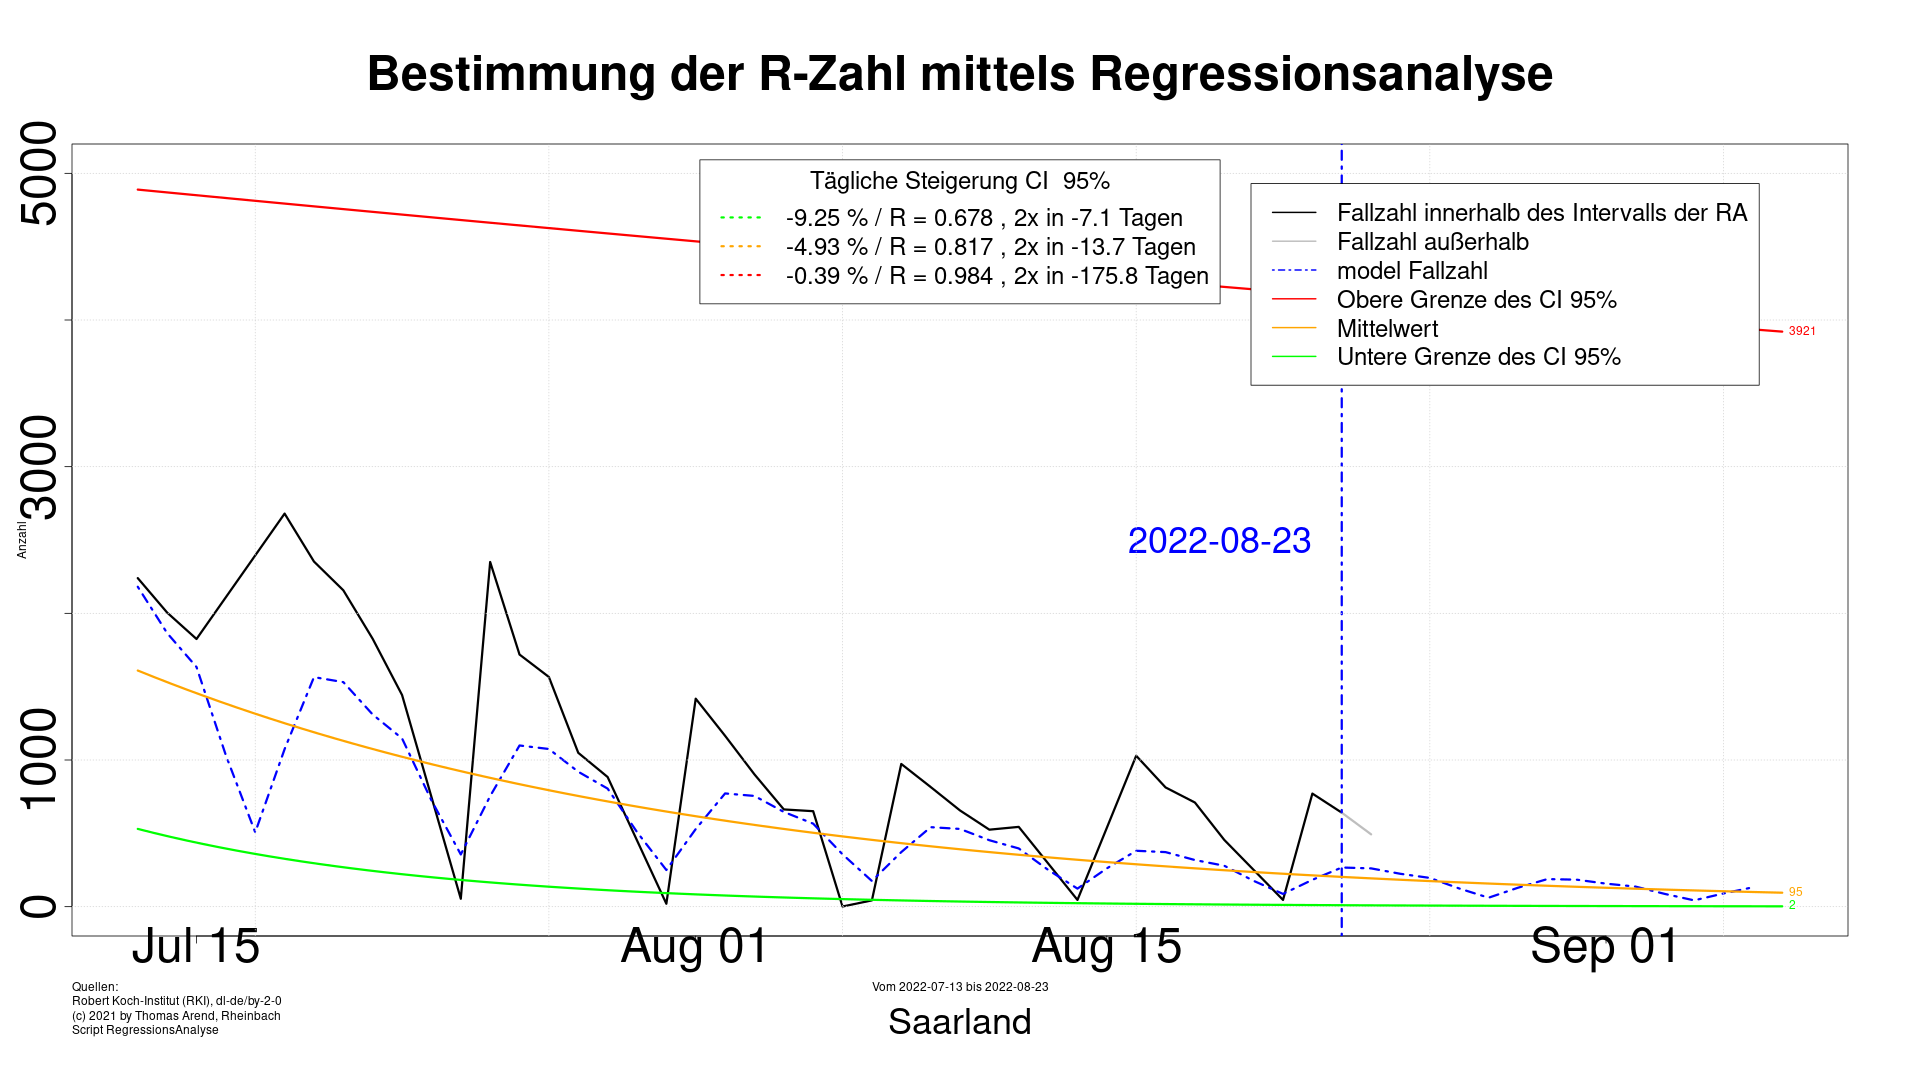 Bestimmung der R-Zahl mittels Regressionsanalyse
5000
3000
1000
0
Anzahl
Tägliche Steigerung CI 95%
-9.25 % / R = 0.678 , 2x in -7.1 Tagen
-4.93 % / R = 0.817 , 2x in -13.7 Tagen
-0.39 % / R = 0.984 , 2x in -175.8 Tagen
Fallzahl innerhalb des Intervalls der RA
Fallzahl außerhalb
model Fallzahl
Obere Grenze des CI 95%
Mittelwert
Untere Grenze des CI 95%
3921
2022-08-23
95
2
Jul 15
Aug 01
Aug 15
Sep 01
Quellen:
Robert Koch-Institut (RKI), dl-de/by-2-0
(c) 2021 by Thomas Arend, Rheinbach
Script RegressionsAnalyse
Vom 2022-07-13 bis 2022-08-23
Saarland